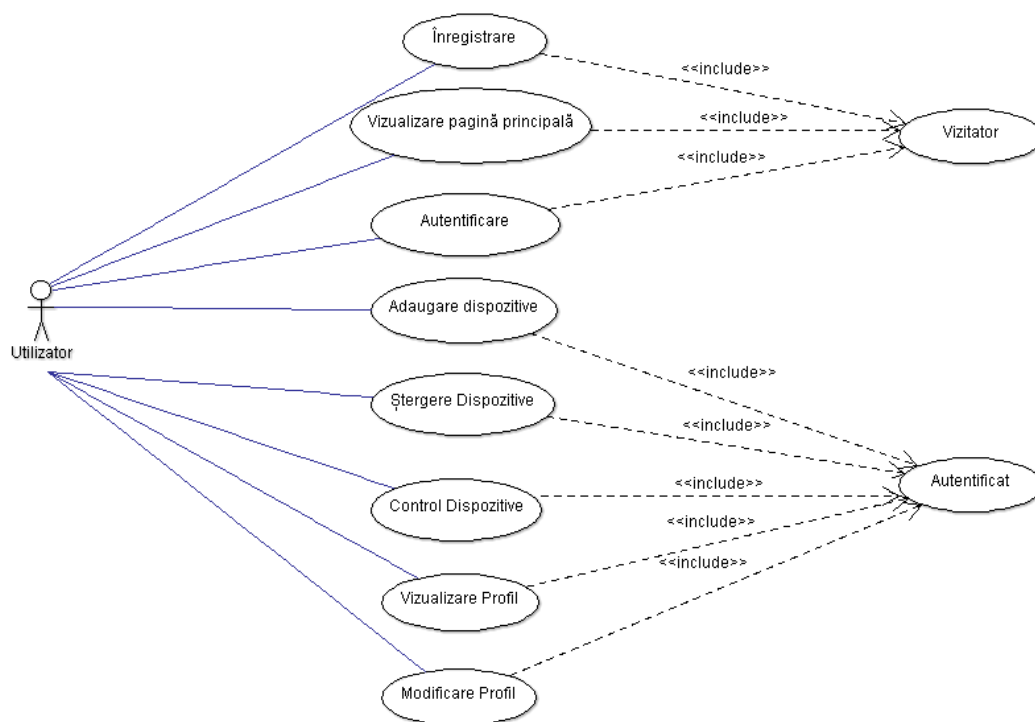 Înregistrare
<<include>>
Vizualizare pagină principală
<<include>>
Vizitator
<<include>>
Autentificare
Adaugare dispozitive
Utilizator
<<include>>
Ștergere Dispozitive
<<include>>
Autentificat
<<include>>
Control Dispozitive
<<include>>
<<include>>
Vizualizare Profil
Modificare Profil